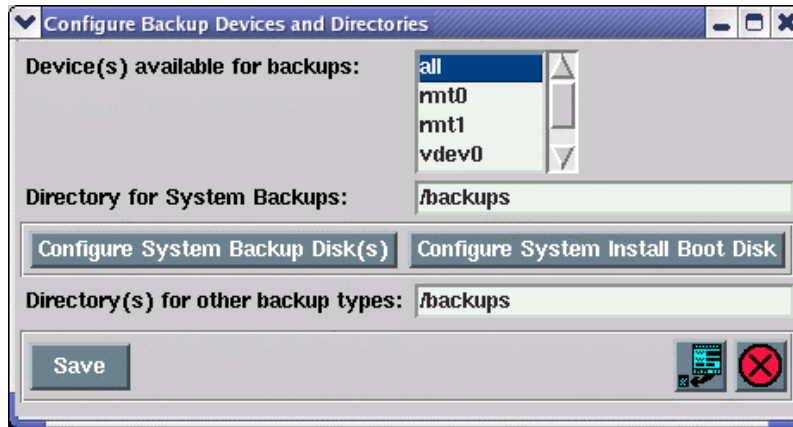 Configure Backup Devices and Directories
Device(s) available for backups:
all
rmt0
rmt1
vdev0
Directory for System Backups: /backups
Configure System Backup Disk(s) Configure System Install Boot Disk
Directory(s) for other backup types: /backups
Save